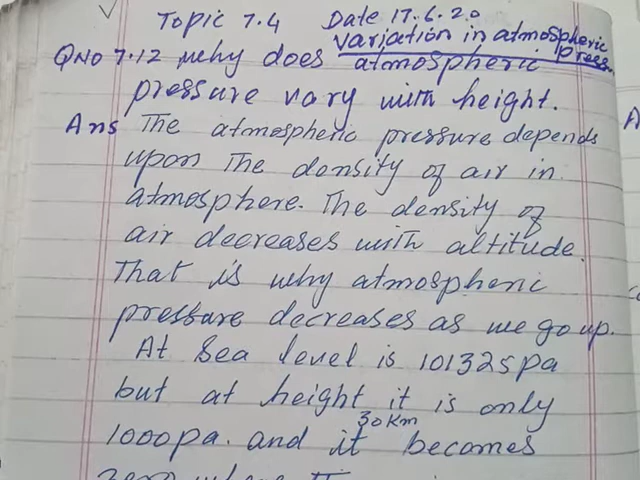 Topic 7.4 Date 17.6.20
variation in atmospheric
press
QNO 7.12 why does atmospheric
pressure vary with height.
Ans The atmospheric pressure depends
upon The density of air in
atmosphere. The density of
air decreases with altitude.
That is why atmospheric
pressure decreases as we go up.
At Sea level is 101325pa
but at height it is only
30km
1000pa. and it becomes